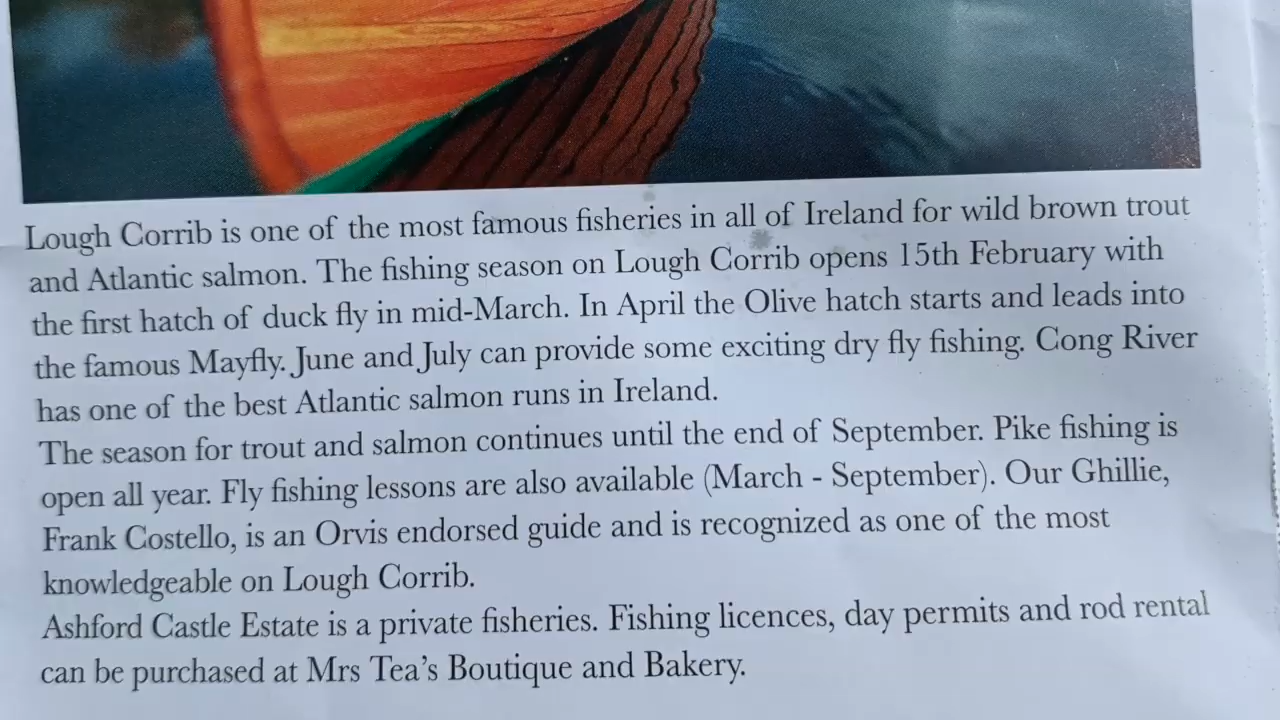 Lough Corrib is one of the most famous fisheries in all of Ireland for wild brown trout
and Atlantic salmon. The fishing season on Lough Corrib opens 15th February with
the first hatch of duck fly in mid-March. In April the Olive hatch starts and leads into
the famous Mayfly. June and July can provide some exciting dry fly fishing. Cong River
has one of the best Atlantic salmon runs in Ireland.
The season for trout and salmon continues until the end of September. Pike fishing is
open all year. Fly fishing lessons are also available (March - September). Our Ghillie,
Frank Costello, is an Orvis endorsed guide and is recognized as one of the most
knowledgeable on Lough Corrib.
Ashford Castle Estate is a private fisheries. Fishing licences, day permits and rod rental
can be purchased at Mrs Tea's Boutique and Bakery.